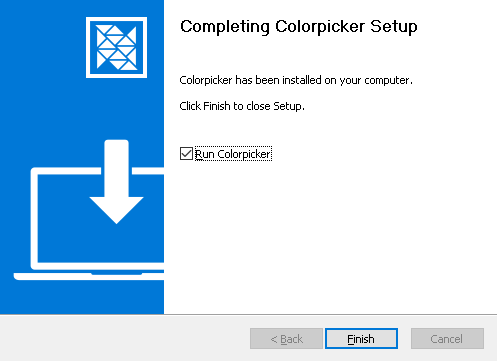 Completing Colorpicker Setup
Colorpicker has been installed on your computer.
Click Finish to close Setup.
Run Colorpicker
< Back
Finish
Cancel